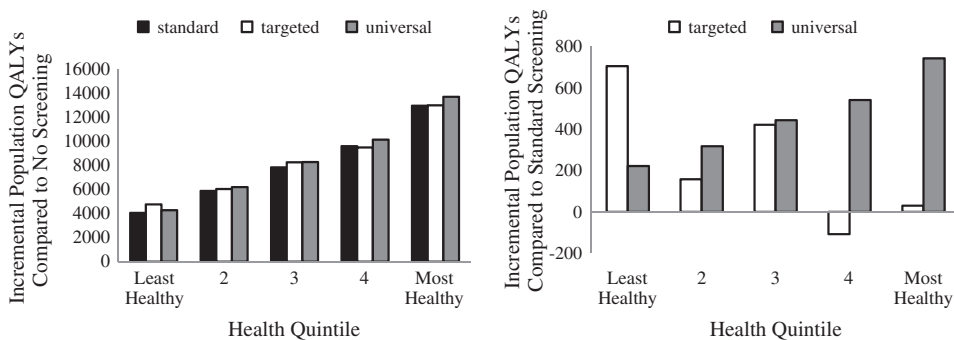 standard targeted universal
Incremental Population QALYs
Compared to No Screening
16000
14000
12000
10000
8000
6000
4000
2000
0
Least Healthy 2 3 4 Most Healthy
Health Quintile
targeted universal
Incremental Population QALYs
Compared to Standard Screening
800
600
400
200
0
-200
Least Healthy 2 3 4 Most Healthy
Health Quintile